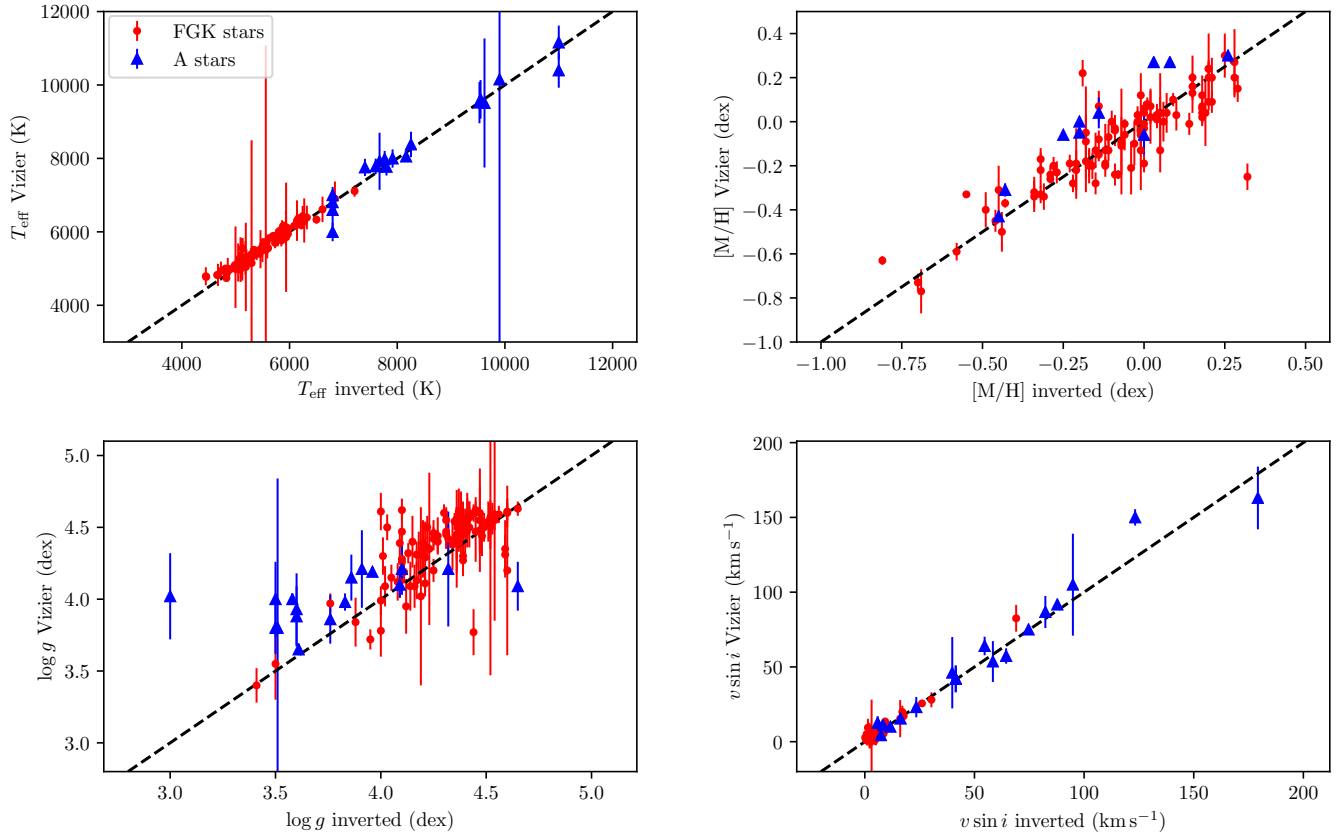 12000
10000
8000
6000
4000
T_eff Vizier (K)
FGK stars
A stars
4000 6000 8000 10000 12000
T_eff inverted (K)
0.4
0.2
0.0
−0.2
−0.4
−0.6
−0.8
−1.0
[M/H] Vizier (dex)
−1.00 −0.75 −0.50 −0.25 0.00 0.25 0.50
[M/H] inverted (dex)
5.0
4.5
4.0
3.5
3.0
log g Vizier (dex)
3.0 3.5 4.0 4.5 5.0
log g inverted (dex)
200
150
100
50
0
v sin i Vizier (km s⁻¹)
0 50 100 150 200
v sin i inverted (km s⁻¹)